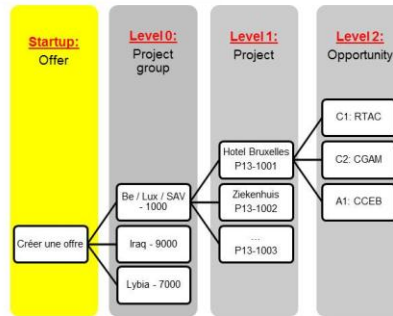 Startup:
Offer
Level 0:
Project
group
Level 1:
Project
Level 2:
Opportunity
Créer une offre
Be / Lux / SAV
- 1000
Iraq - 9000
Lybia - 7000
Hotel Bruxelles
P13-1001
Ziekenhuis
P13-1002
...
P13-1003
C1: RTAC
C2: CGAM
A1: CCEB